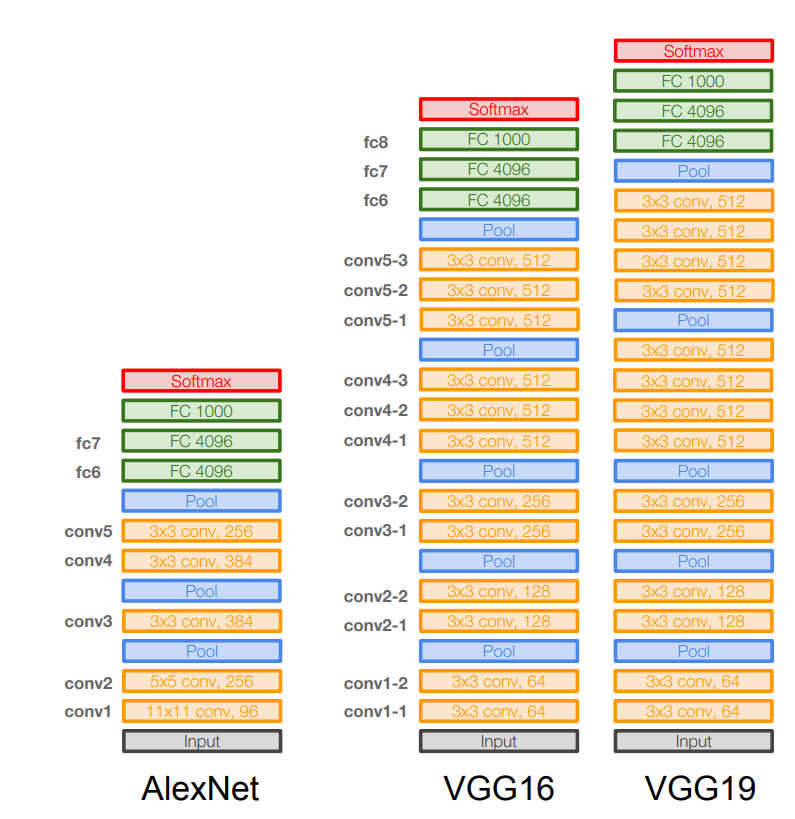 Softmax
FC 1000
fc7 FC 4096
fc6 FC 4096
Pool
conv5 3x3 conv, 256
conv4 3x3 conv, 384
Pool
conv3 3x3 conv, 384
Pool
conv2 5x5 conv, 256
conv1 11x11 conv, 96
Input
AlexNet
Softmax
fc8 FC 1000
fc7 FC 4096
fc6 FC 4096
Pool
conv5-3 3x3 conv, 512
conv5-2 3x3 conv, 512
conv5-1 3x3 conv, 512
Pool
conv4-3 3x3 conv, 512
conv4-2 3x3 conv, 512
conv4-1 3x3 conv, 512
Pool
conv3-2 3x3 conv, 256
conv3-1 3x3 conv, 256
Pool
conv2-2 3x3 conv, 128
conv2-1 3x3 conv, 128
Pool
conv1-2 3x3 conv, 64
conv1-1 3x3 conv, 64
Input
VGG16
Softmax
FC 1000
FC 4096
FC 4096
Pool
3x3 conv, 512
3x3 conv, 512
3x3 conv, 512
3x3 conv, 512
Pool
3x3 conv, 512
3x3 conv, 512
3x3 conv, 512
3x3 conv, 512
Pool
3x3 conv, 256
3x3 conv, 256
Pool
3x3 conv, 128
3x3 conv, 128
Pool
3x3 conv, 64
3x3 conv, 64
Input
VGG19